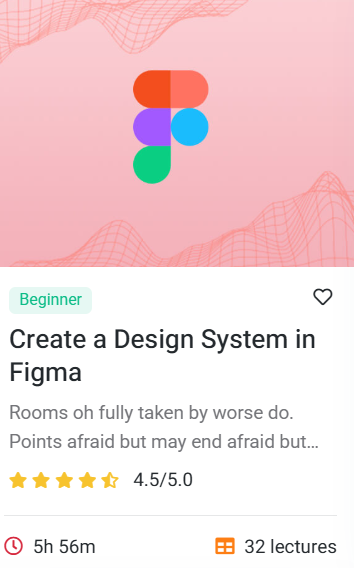 Beginner
Create a Design System in
Figma
Rooms oh fully taken by worse do.
Points afraid but may end afraid but...
4.5/5.0
5h 56m
32 lectures